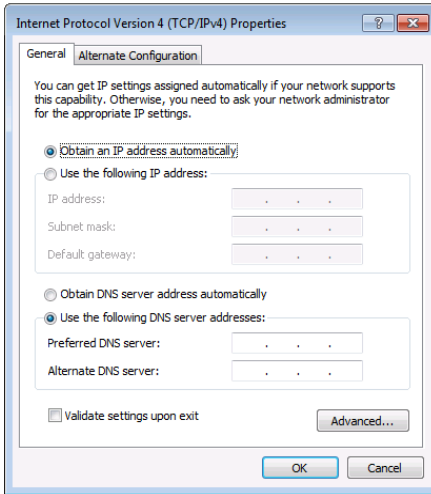 Internet Protocol Version 4 (TCP/IPv4) Properties
General
Alternate Configuration
You can get IP settings assigned automatically if your network supports
this capability. Otherwise, you need to ask your network administrator
for the appropriate IP settings.
Obtain an IP address automatically
Use the following IP address:
IP address:
Subnet mask:
Default gateway:
Obtain DNS server address automatically
Use the following DNS server addresses:
Preferred DNS server:
Alternate DNS server:
Validate settings upon exit
Advanced...
OK
Cancel